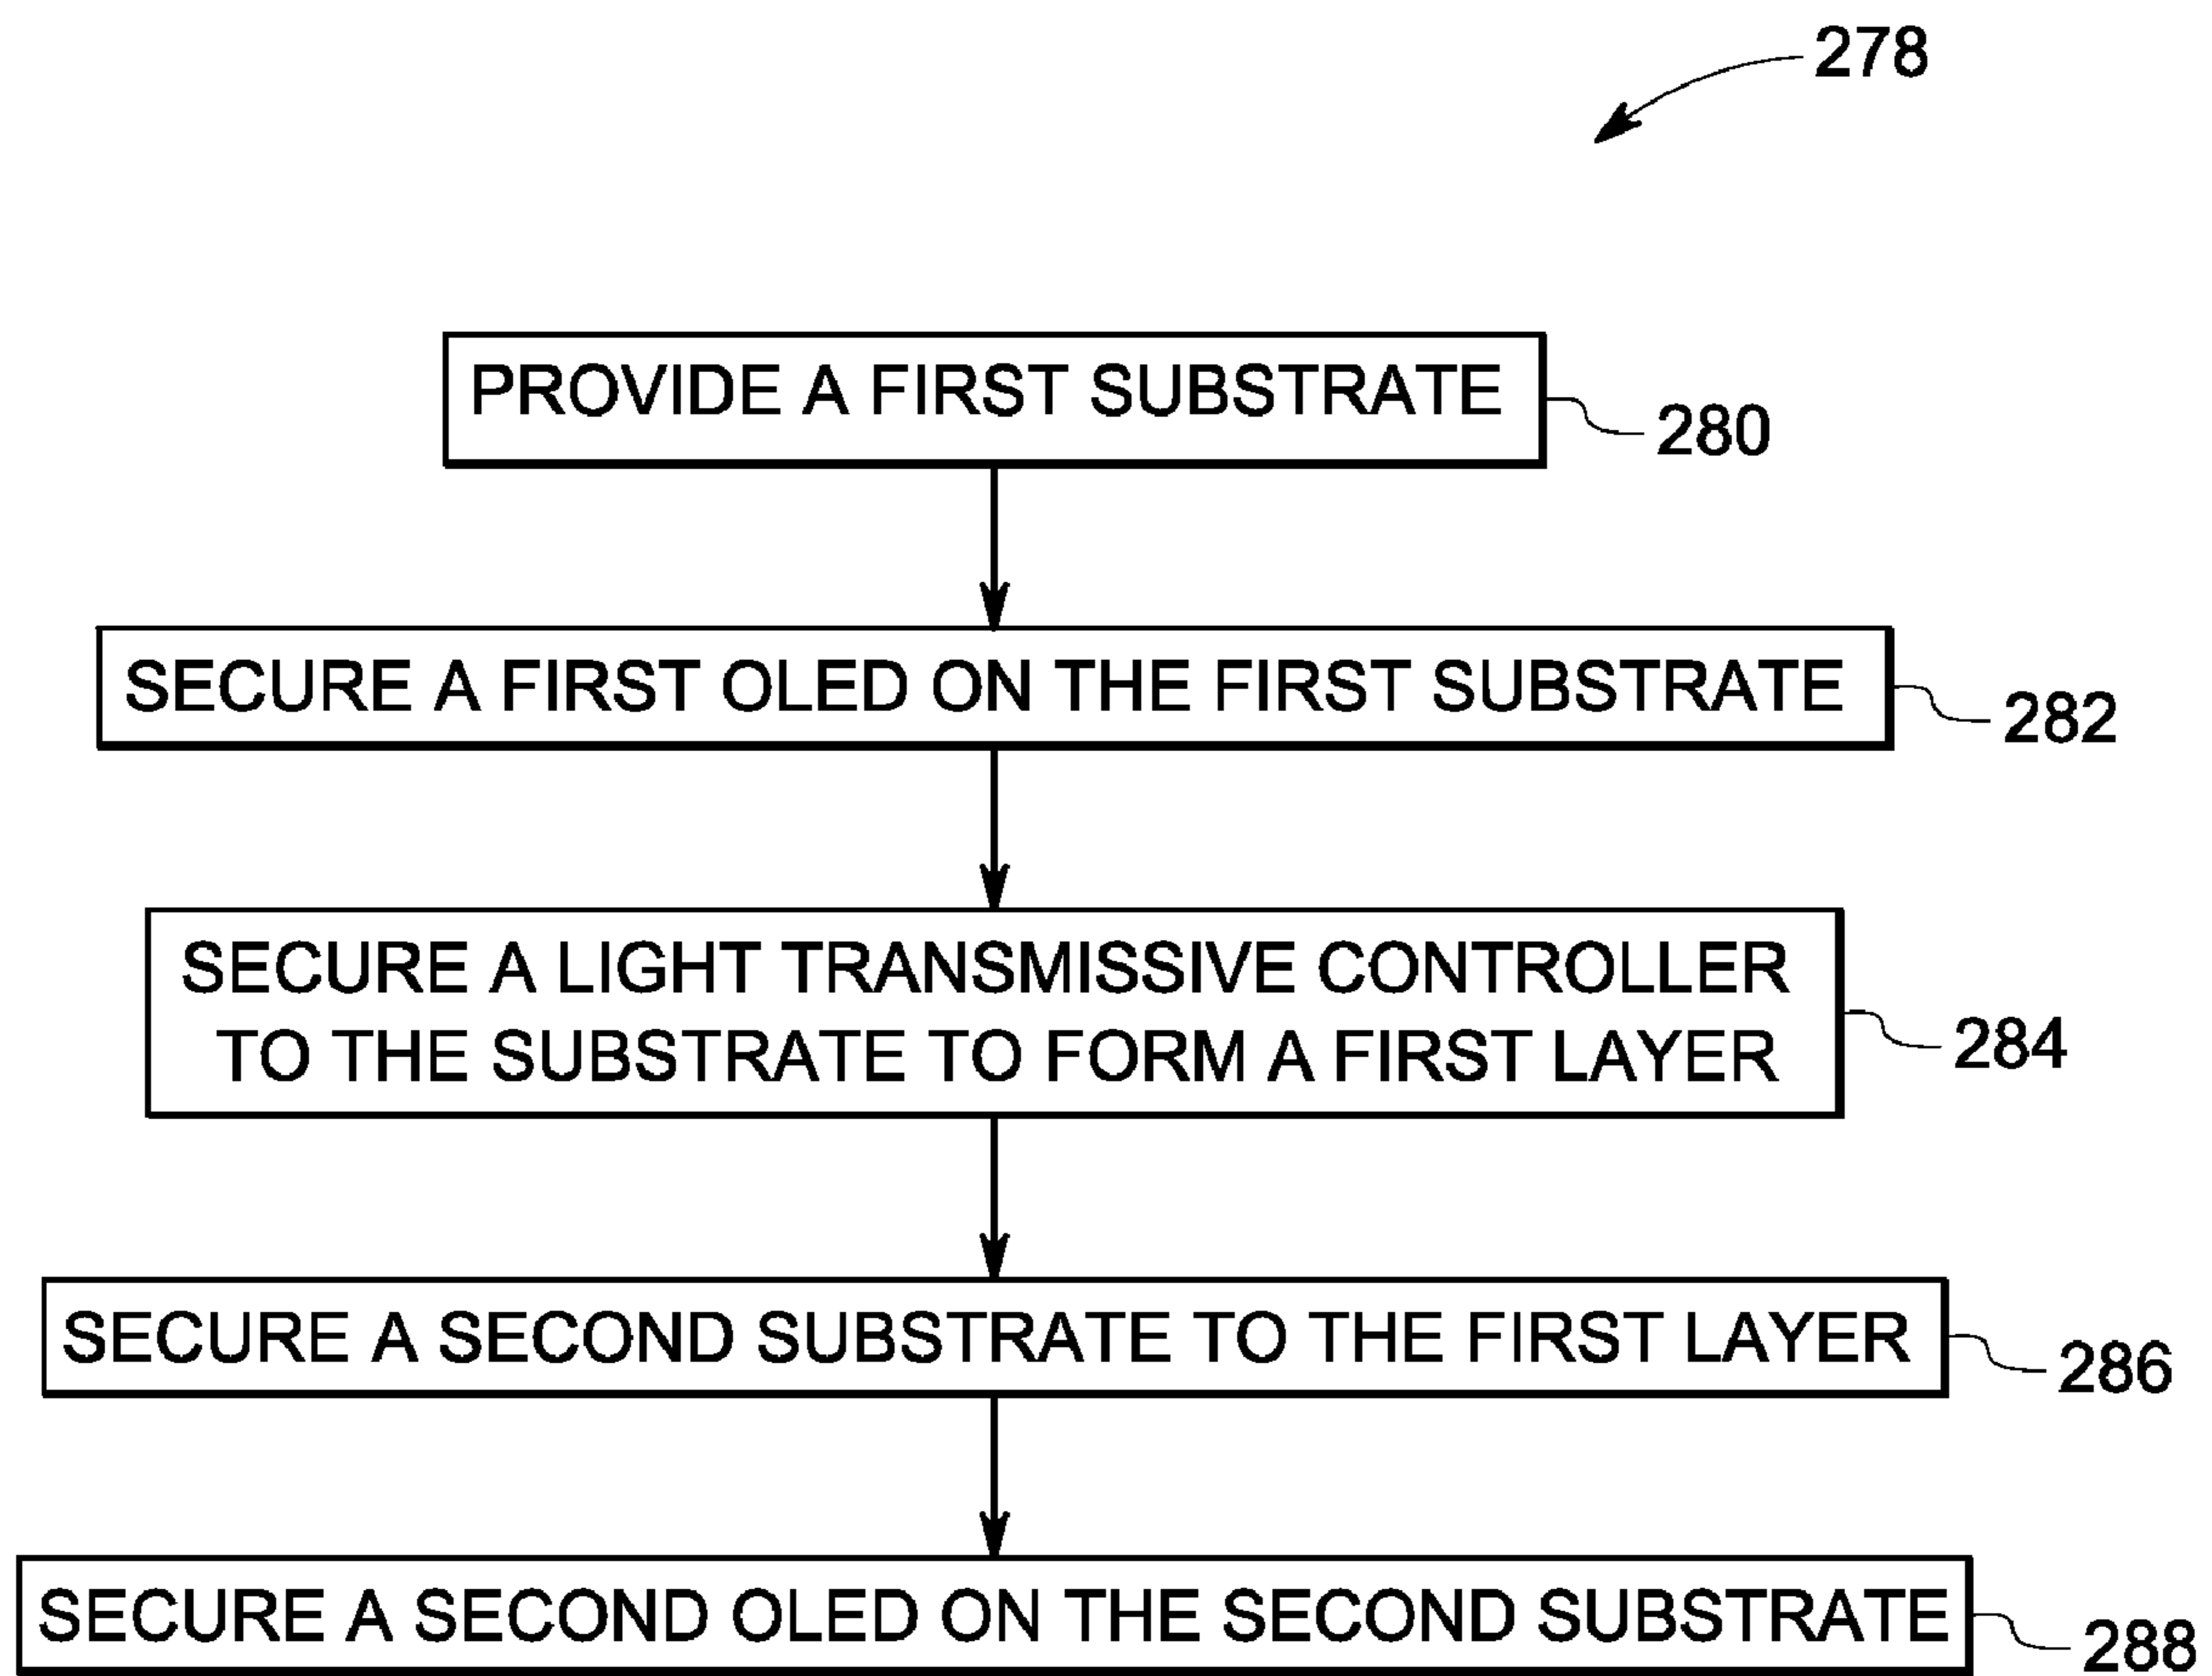 278
PROVIDE A FIRST SUBSTRATE
280
SECURE A FIRST OLED ON THE FIRST SUBSTRATE
282
SECURE A LIGHT TRANSMISSIVE CONTROLLER
TO THE SUBSTRATE TO FORM A FIRST LAYER
284
SECURE A SECOND SUBSTRATE TO THE FIRST LAYER
286
SECURE A SECOND OLED ON THE SECOND SUBSTRATE
288